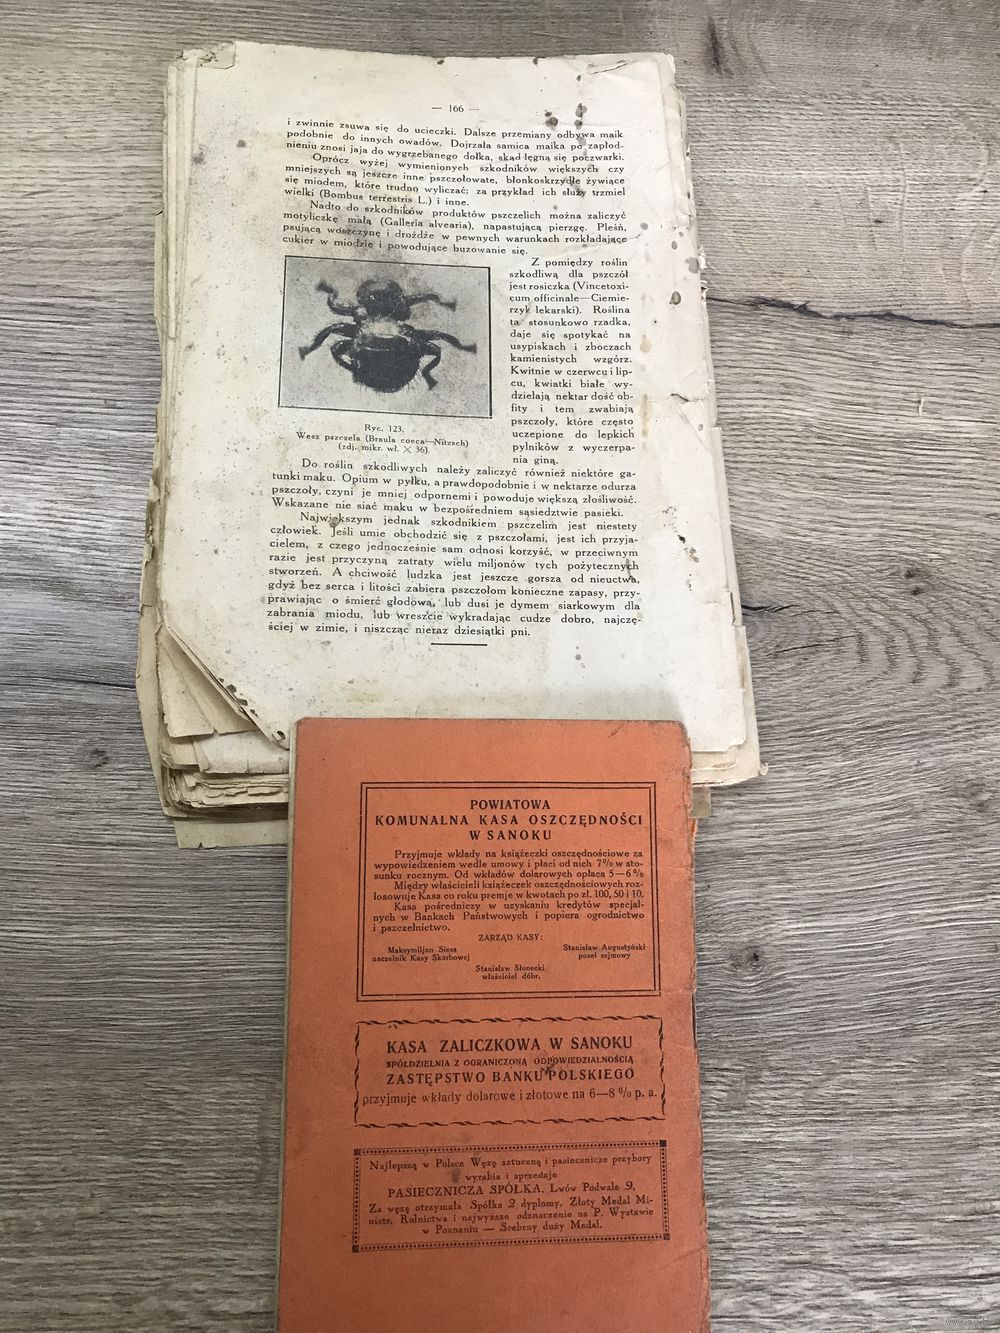 — 166 —
i zwinnie zsuwa się do ucieczki. Dalsze przemiany odbywa maik
podobnie do innych owadów. Dojrzała samica maika po zapłod-
nieniu znosi jaja do wygrzebanego dołka, skąd lęgną się poczwarki.
Oprócz wyżej wymienionych szkodników większych czy
mniejszych są jeszcze inne pszczołowate, błonkoskrzydłe żywiące
się miodem, które trudno wyliczać; za przykład ich służy trzmiel
wielki (Bombus terrestris L.) i inne.
Nadto do szkodników produktów pszczelich można zaliczyć
motyliczkę małą (Galleria alvearia), napastującą pierzgę. Pleśń,
psującą woszczynę i drożdże w pewnych warunkach rozkładające
cukier w miodzie i powodujące buzowanie się.
Z pomiędzy roślin
szkodliwą dla pszczół
jest rosiczka (Vincetoxi-
cum officinale—Ciemie-
rzyk lekarski). Roślina
ta stosunkowo rzadka,
daje się spotykać na
usypiskach i zboczach
kamienistych wzgórz.
Kwitnie w czerwcu i lip-
cu, kwiatki białe wy-
dzielają nektar dość ob-
fity i tem zwabiają
pszczoły, które często
uczepione do lepkich
pylników z wyczerpa-
nia giną.
Ryc. 123.
Wesz pszczela (Braula coeca—Nitzsch)
(zdj. mikr. wł. X 36).
Do roślin szkodliwych należy zaliczyć również niektóre ga-
tunki maku. Opium w pyłku, a prawdopodobnie i w nektarze odurza
pszczoły, czyni je mniej odpornemi i powoduje większą złośliwość.
Wskazane nie siać maku w bezpośredniem sąsiedztwie pasieki.
Największym jednak szkodnikiem pszczelim jest niestety
człowiek. Jeśli umie obchodzić się z pszczołami, jest ich przyja-
cielem, z czego jednocześnie sam odnosi korzyść, w przeciwnym
razie jest przyczyną zatraty wielu miljonów tych pożytecznych
stworzeń. A chciwość ludzka jest jeszcze gorsza od nieuctwa,
gdyż bez serca i litości zabiera pszczołom konieczne zapasy, przy-
prawiając o śmierć głodową, lub dusi je dymem siarkowym dla
zabrania miodu, lub wreszcie wykradając cudze dobro, najczę-
ściej w zimie, i niszcząc nieraz dziesiątki pni.
POWIATOWA
KOMUNALNA KASA OSZCZĘDNOŚCI
W SANOKU
Przyjmuje wkłady na książeczki oszczędnościowe za
wypowiedzeniem wedle umowy i płaci od nich 7% w sto-
sunku rocznym. Od wkładów dolarowych opłaca 5—6%
Między właścicieli książeczek oszczędnościowych roz-
losowuje Kasa co roku premje w kwotach po zł. 100, 50 i 10.
Kasa pośredniczy w uzyskaniu kredytów specjal-
nych w Bankach Państwowych i popiera ogrodnictwo
i pszczelnictwo.
ZARZĄD KASY:
Maksymiljan Siess
naczelnik Kasy Skarbowej
Stanisław Augustyński
poseł sejmowy
Stanisław Słonecki
właściciel dóbr.
KASA ZALICZKOWA W SANOKU
SPÓŁDZIELNIA Z OGRANICZONĄ ODPOWIEDZIALNOŚCIĄ
ZASTĘPSTWO BANKU POLSKIEGO
przyjmuje wkłady dolarowe i złotowe na 6—8 % p. a.
Najlepszą w Polsce Węzę sztuczną i pasiecznicze przybory
wyrabia i sprzedaje
PASIECZNICZA SPÓŁKA, Lwów Podwale 9,
Za węzę otrzymała Spółka 2 dyplomy, Złoty Medal Mi-
nistr. Rolnictwa i najwyższe odznaczenie na P. Wystawie
w Poznaniu — Srebrny duży Medal.